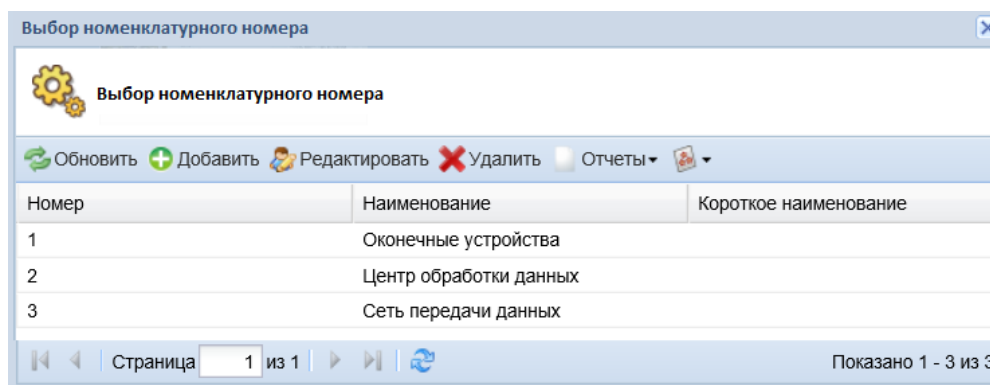 Выбор номенклатурного номера
Выбор номенклатурного номера
Обновить Добавить Редактировать Удалить Отчеты
Номер Наименование Короткое наименование
1 Оконечные устройства
2 Центр обработки данных
3 Сеть передачи данных
Страница 1 из 1 Показано 1 - 3 из 3